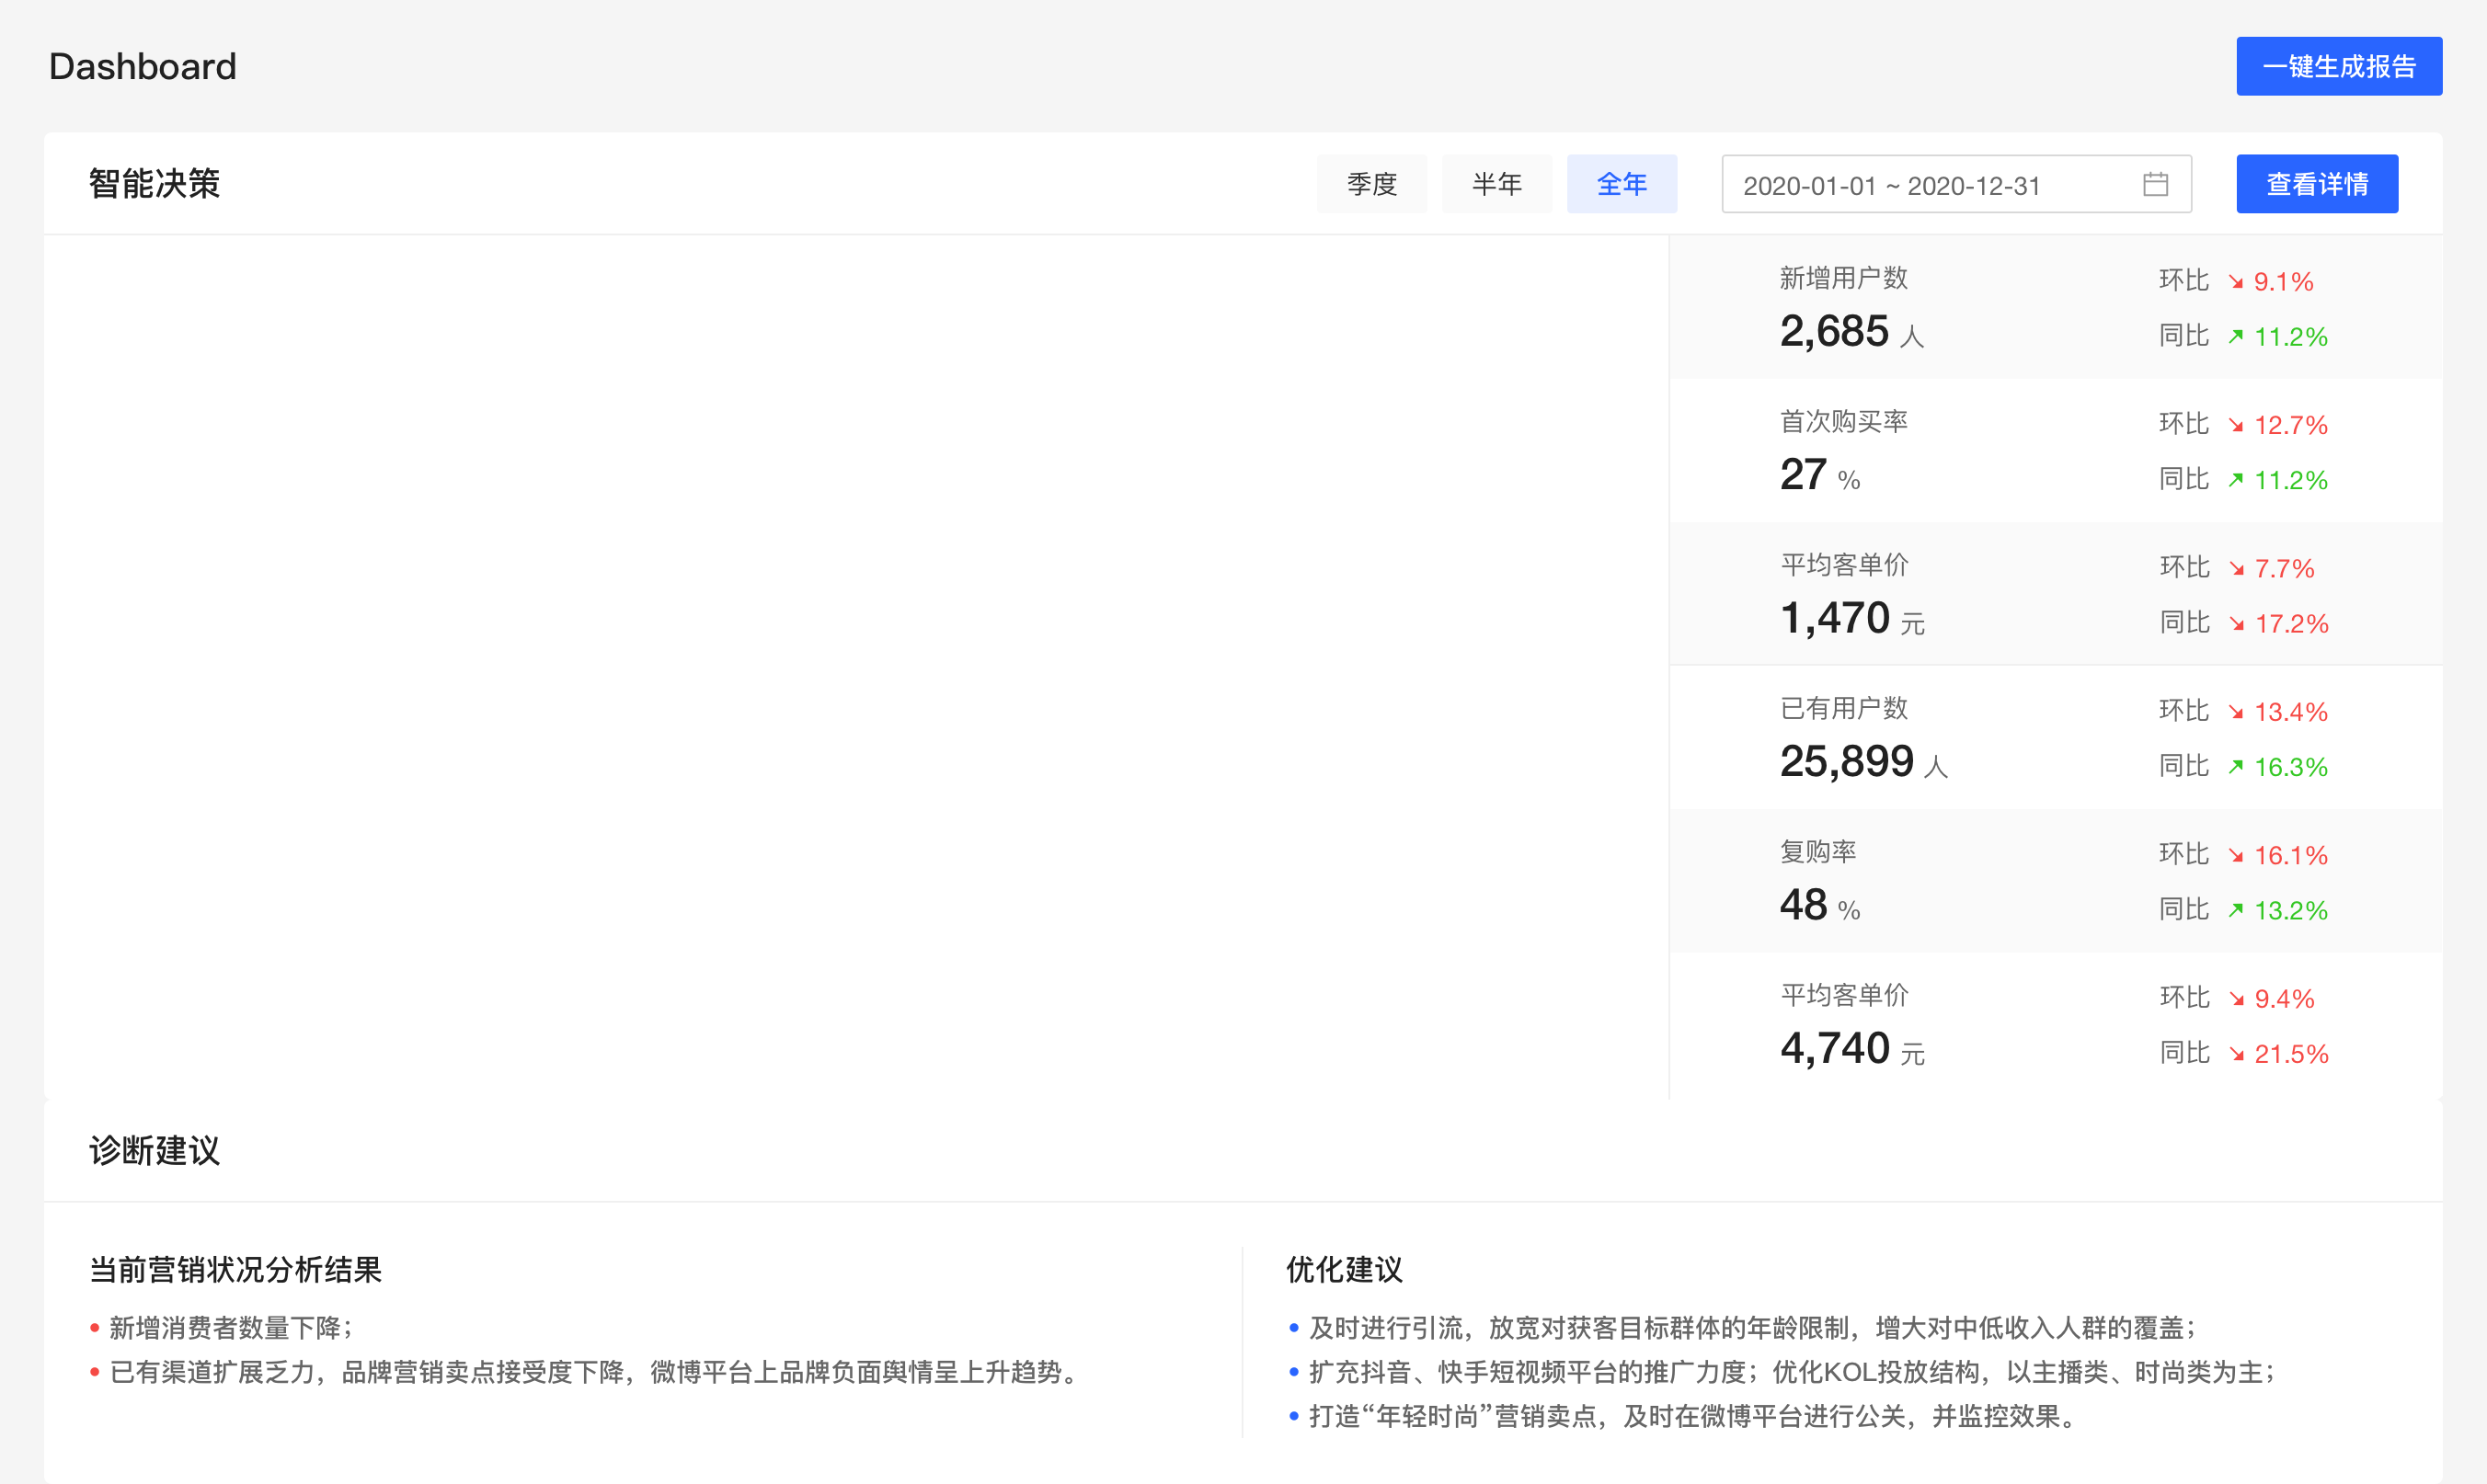 Dashboard
一键生成报告
智能决策
季度 半年 全年 2020-01-01 ~ 2020-12-31 查看详情
新增用户数 环比 ↘ 9.1%
2,685 人 同比 ↗ 11.2%
首次购买率 环比 ↘ 12.7%
27 % 同比 ↗ 11.2%
平均客单价 环比 ↘ 7.7%
1,470 元 同比 ↘ 17.2%
已有用户数 环比 ↘ 13.4%
25,899 人 同比 ↗ 16.3%
复购率 环比 ↘ 16.1%
48 % 同比 ↗ 13.2%
平均客单价 环比 ↘ 9.4%
4,740 元 同比 ↘ 21.5%
诊断建议
当前营销状况分析结果
• 新增消费者数量下降；
• 已有渠道扩展乏力，品牌营销卖点接受度下降，微博平台上品牌负面舆情呈上升趋势。
优化建议
• 及时进行引流，放宽对获客目标群体的年龄限制，增大对中低收入人群的覆盖；
• 扩充抖音、快手短视频平台的推广力度；优化KOL投放结构，以主播类、时尚类为主；
• 打造“年轻时尚”营销卖点，及时在微博平台进行公关，并监控效果。